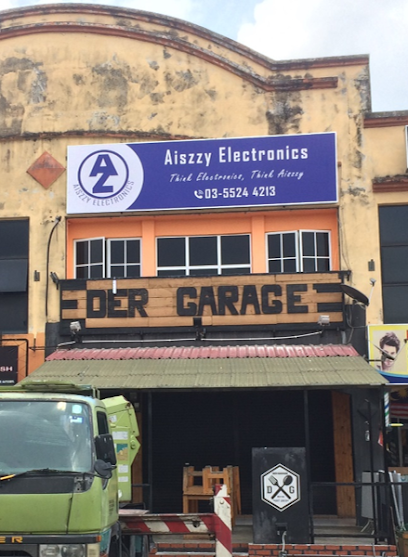 Aiszzy Electronics
Think Electronics, Think Aiszzy
03-5524 4213
AZ
AISZZY ELECTRONICS
DER GARAGE
D G